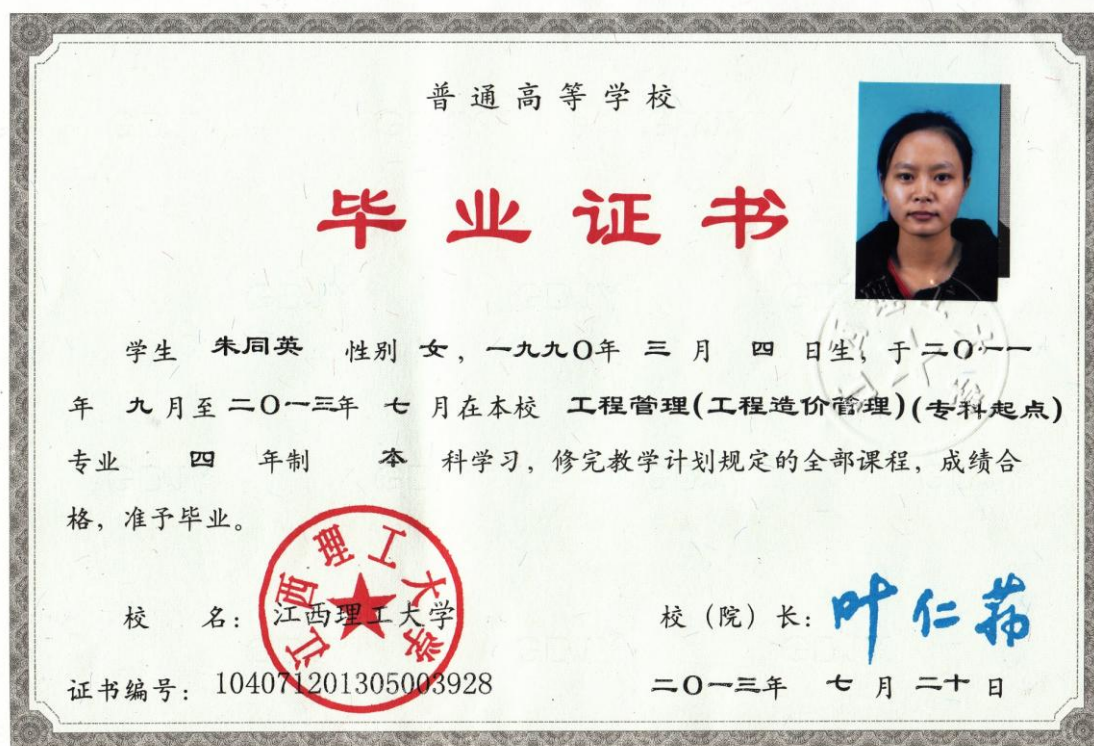 普通高等学校
毕业证书
学生 朱同英 性别 女，一九九〇年 三 月 四 日生，于二〇一一
年 九 月至二〇一三年 七 月在本校 工程管理(工程造价管理)(专科起点)
专业 四 年制 本 科学习，修完教学计划规定的全部课程，成绩合
格，准予毕业。
江西理工大学
校 名：江西理工大学
校（院）长：叶仁荪
证书编号：104071201305003928
二〇一三年 七 月 二十 日